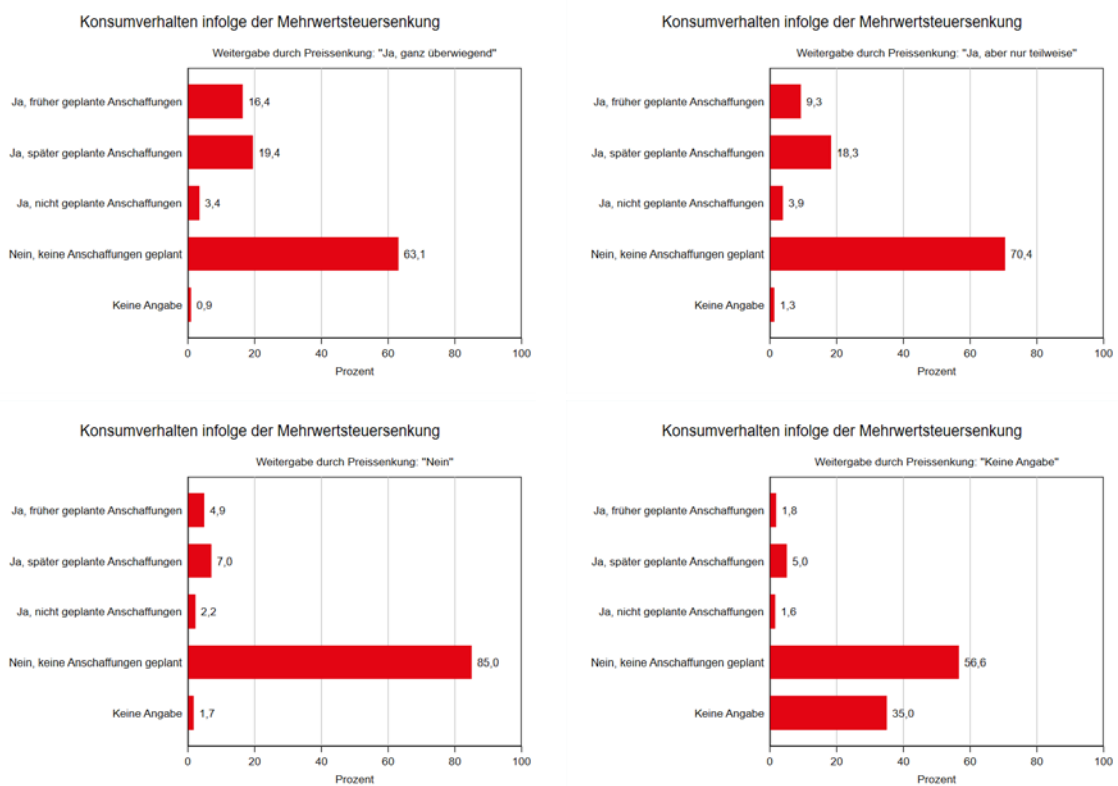 Konsumverhalten infolge der Mehrwertsteuersenkung
Weitergabe durch Preissenkung: "Ja, ganz überwiegend"
Ja, früher geplante Anschaffungen
16,4
Ja, später geplante Anschaffungen
19,4
Ja, nicht geplante Anschaffungen
3,4
Nein, keine Anschaffungen geplant
63,1
Keine Angabe
0,9
0 20 40 60 80 100
Prozent
Konsumverhalten infolge der Mehrwertsteuersenkung
Weitergabe durch Preissenkung: "Ja, aber nur teilweise"
Ja, früher geplante Anschaffungen
9,3
Ja, später geplante Anschaffungen
18,3
Ja, nicht geplante Anschaffungen
3,9
Nein, keine Anschaffungen geplant
70,4
Keine Angabe
1,3
0 20 40 60 80 100
Prozent
Konsumverhalten infolge der Mehrwertsteuersenkung
Weitergabe durch Preissenkung: "Nein"
Ja, früher geplante Anschaffungen
4,9
Ja, später geplante Anschaffungen
7,0
Ja, nicht geplante Anschaffungen
2,2
Nein, keine Anschaffungen geplant
85,0
Keine Angabe
1,7
0 20 40 60 80 100
Prozent
Konsumverhalten infolge der Mehrwertsteuersenkung
Weitergabe durch Preissenkung: "Keine Angabe"
Ja, früher geplante Anschaffungen
1,8
Ja, später geplante Anschaffungen
5,0
Ja, nicht geplante Anschaffungen
1,6
Nein, keine Anschaffungen geplant
56,6
Keine Angabe
35,0
0 20 40 60 80 100
Prozent